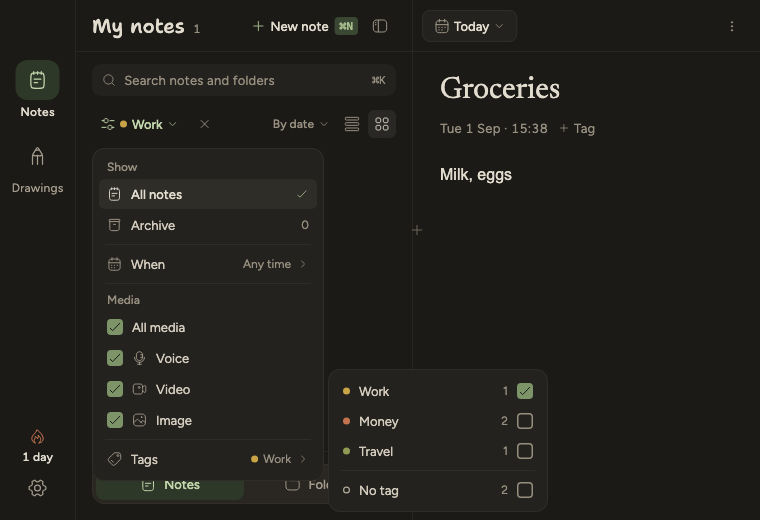 My notes 1
+ New note ⌘N
Today
Search notes and folders ⌘K
Notes
Work
By date
Drawings
Show
All notes
Archive 0
When Any time
Media
All media
Voice
Video
Image
Tags Work
Work 1
Money 2
Travel 1
No tag 2
Notes
1 day
Groceries
Tue 1 Sep · 15:38 + Tag
Milk, eggs